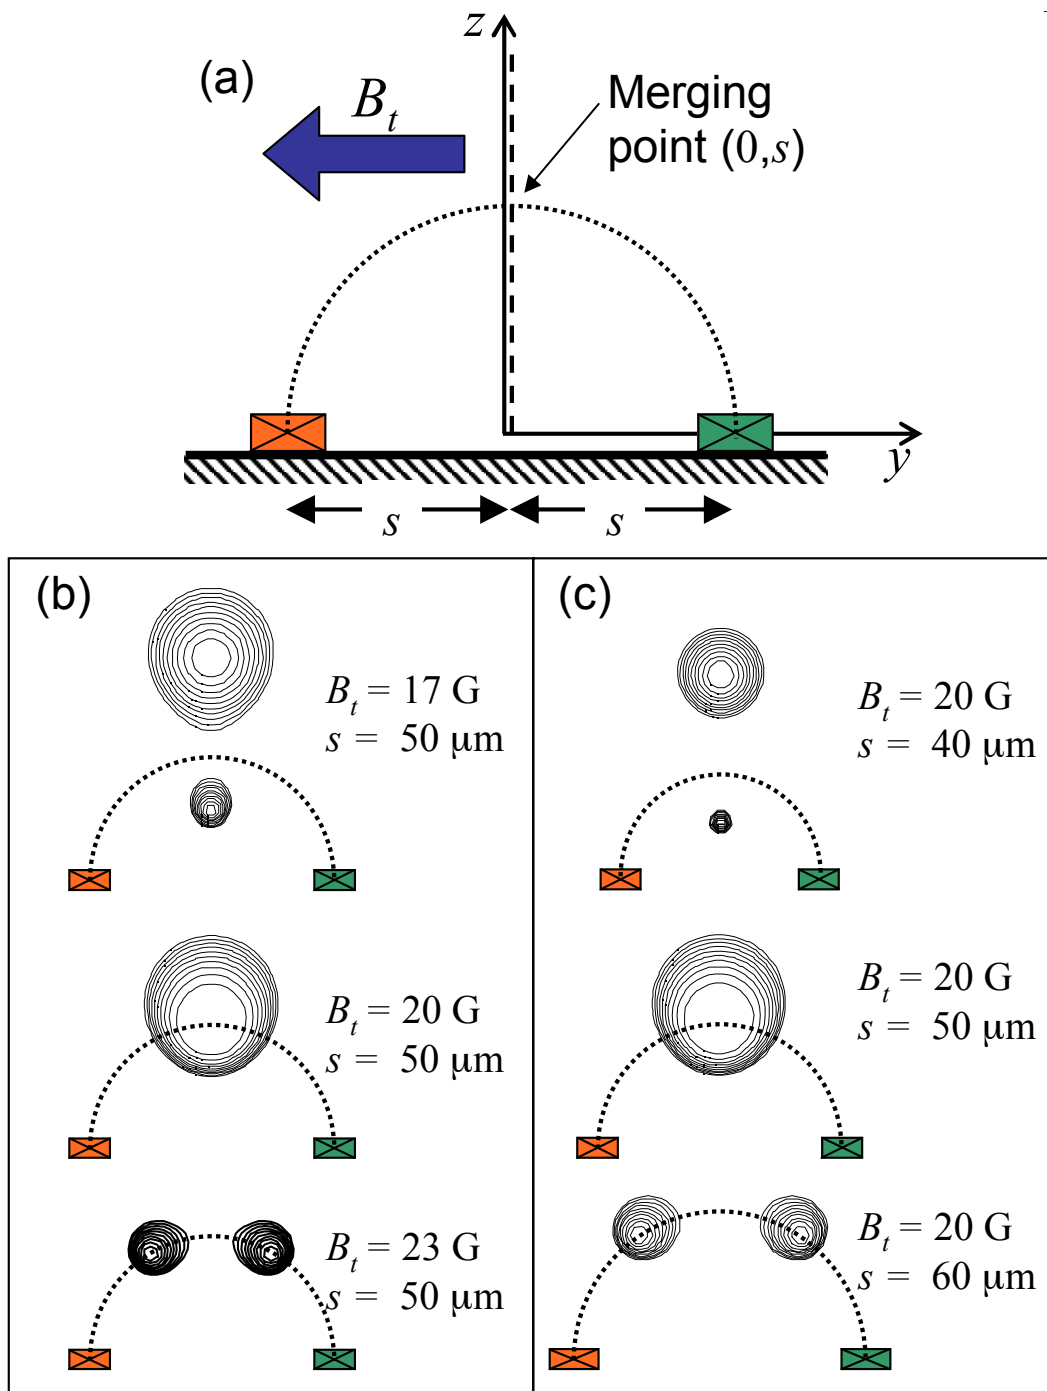 z
(a)
B_t
Merging
point (0,s)
y
s
s
(b)
B_t = 17 G
s = 50 μm
B_t = 20 G
s = 50 μm
B_t = 23 G
s = 50 μm
(c)
B_t = 20 G
s = 40 μm
B_t = 20 G
s = 50 μm
B_t = 20 G
s = 60 μm